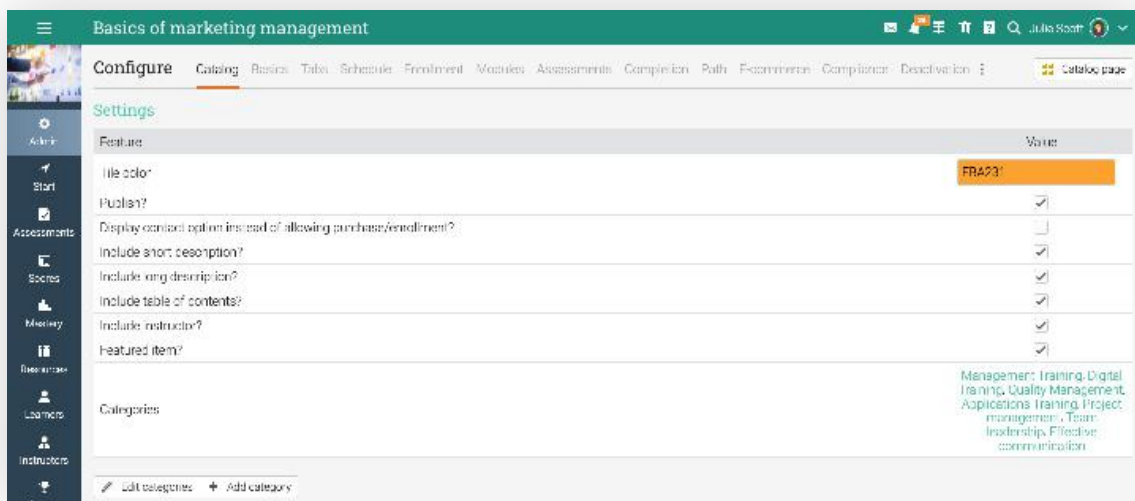 Basics of marketing management
Julia Scott
Configure Catalog Basics Tabs Schedule Enrollment Modules Assessments Completion Path E-commerce Compliance Deactivation Catalog page
Settings
Admin
Feature Value
Tile color FBA231
Start
Publish?
Display contact option instead of allowing purchase/enrollment?
Assessments
Include short description?
Include long description?
Scores
Include table of contents?
Mastery
Include instructor?
Featured item?
Resources
Management Training, Digital
Training, Quality Management,
Applications Training, Project
management, Team
leadership, Effective
communication
Categories
Learners
Instructors
Edit categories Add category